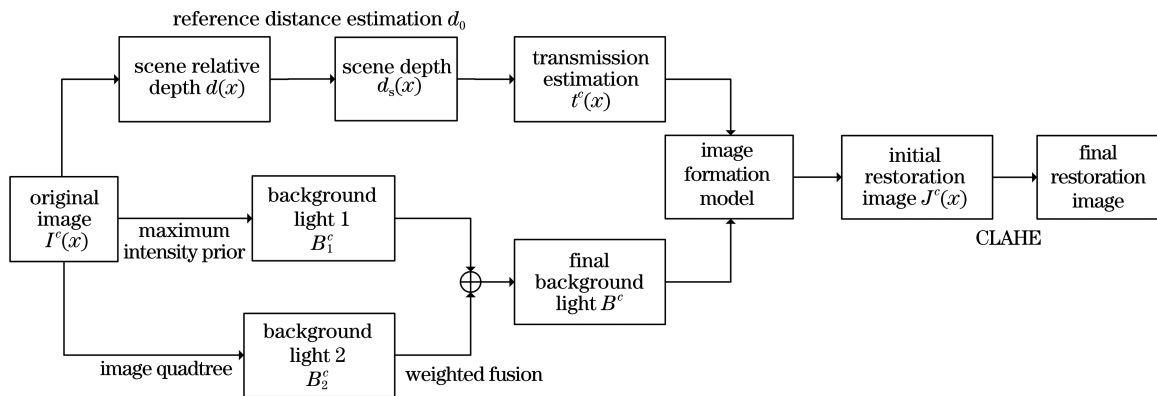 reference distance estimation d₀
scene relative
depth d(x)
scene depth
dₛ(x)
transmission
estimation
tᶜ(x)
original
image
Iᶜ(x)
maximum
intensity prior
background
light 1
B₁ᶜ
image quadtree
background
light 2
B₂ᶜ
weighted fusion
final
background
light Bᶜ
image
formation
model
initial
restoration
image Jᶜ(x)
CLAHE
final
restoration
image